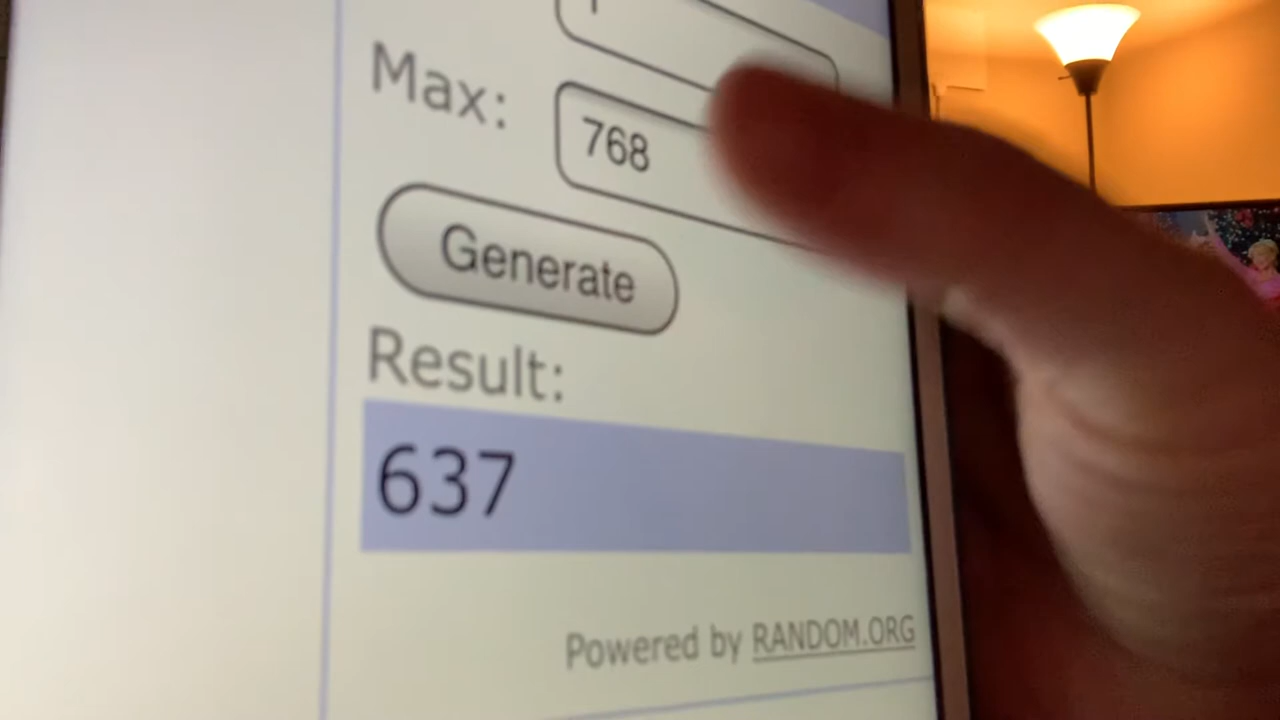 Max:
768
Generate
Result:
637
Powered by RANDOM.ORG